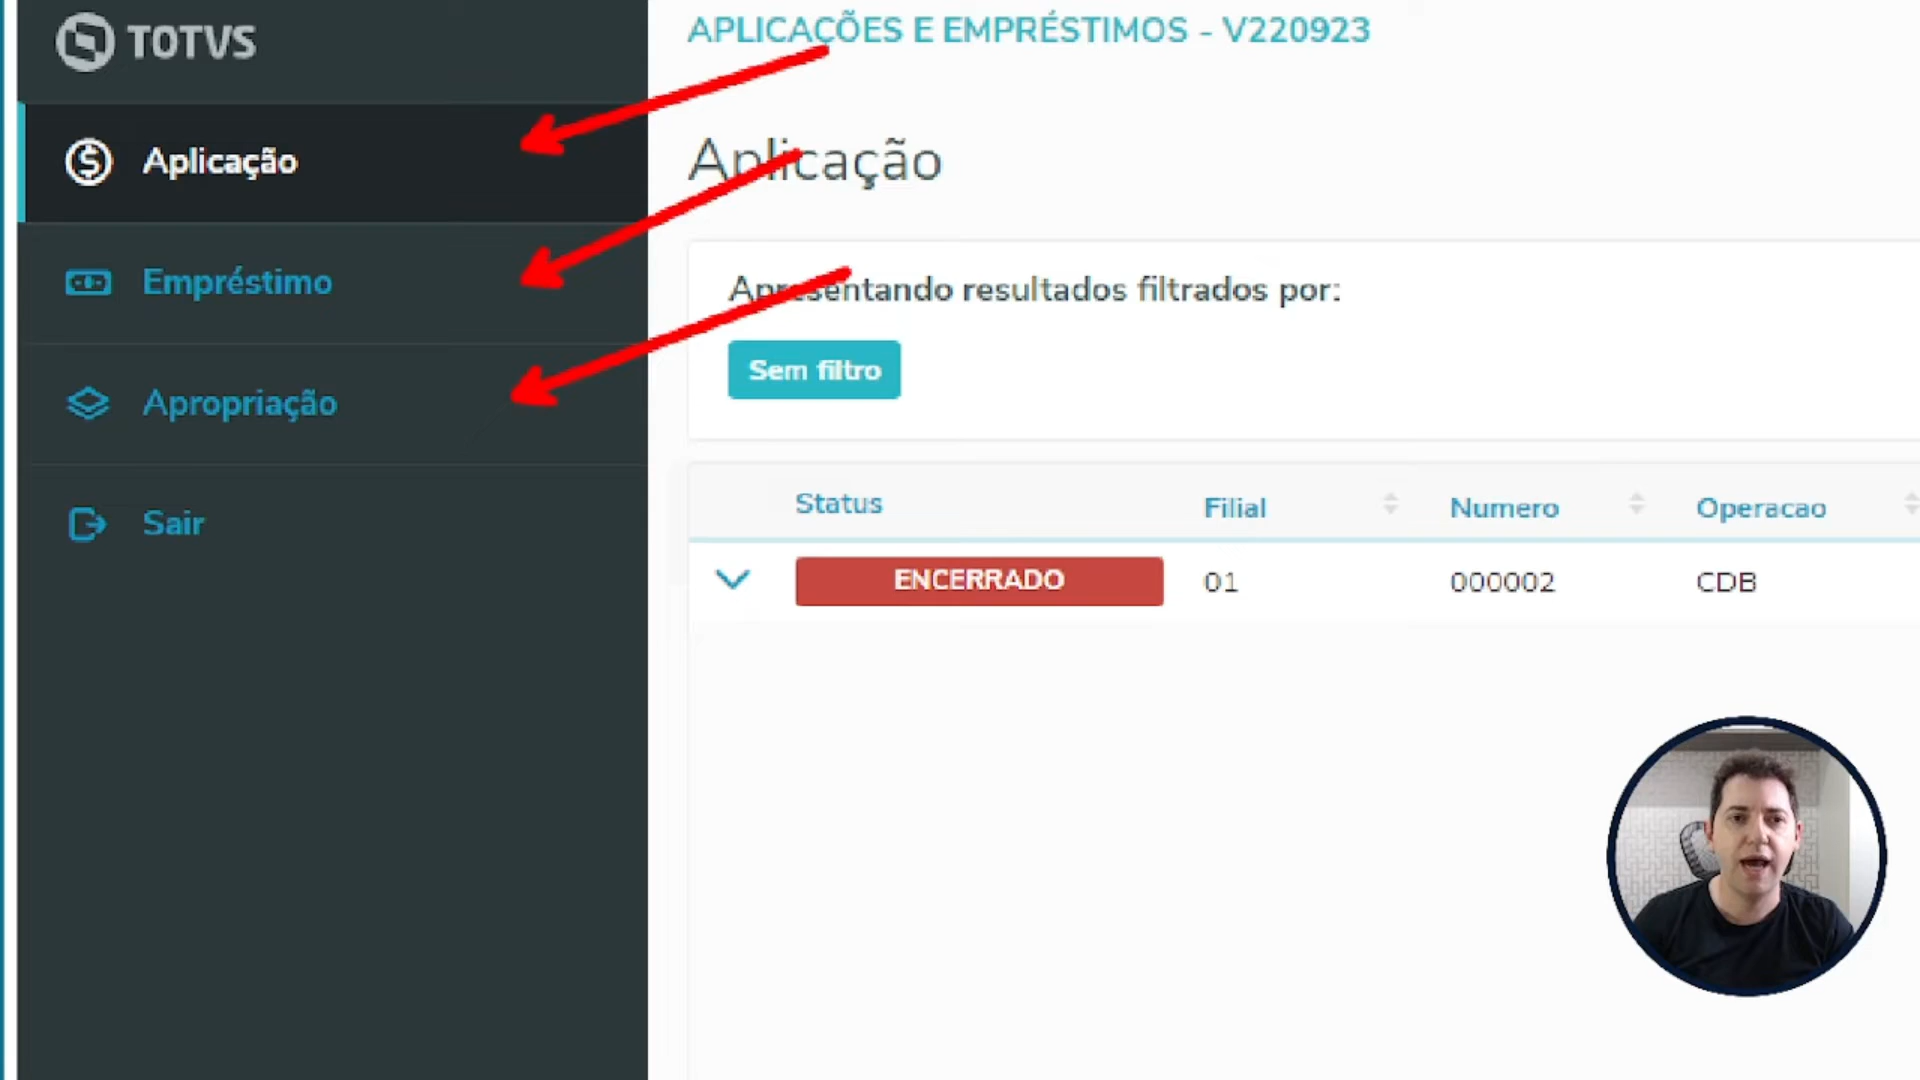 TOTVS
Aplicação
Empréstimo
Apropriação
Sair
APLICAÇÕES E EMPRÉSTIMOS - V220923
Aplicação
Apresentando resultados filtrados por:
Sem filtro
Status Filial Numero Operacao
ENCERRADO 01 000002 CDB